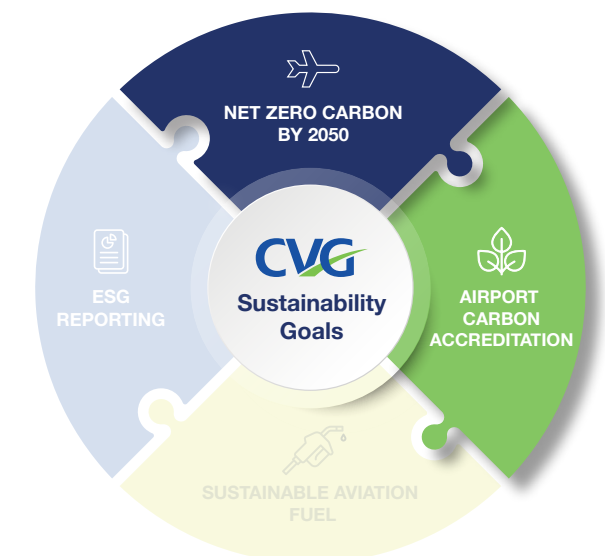 NET ZERO CARBON
BY 2050
CVG
Sustainability
Goals
ESG
REPORTING
AIRPORT
CARBON
ACCREDITATION
SUSTAINABLE AVIATION
FUEL